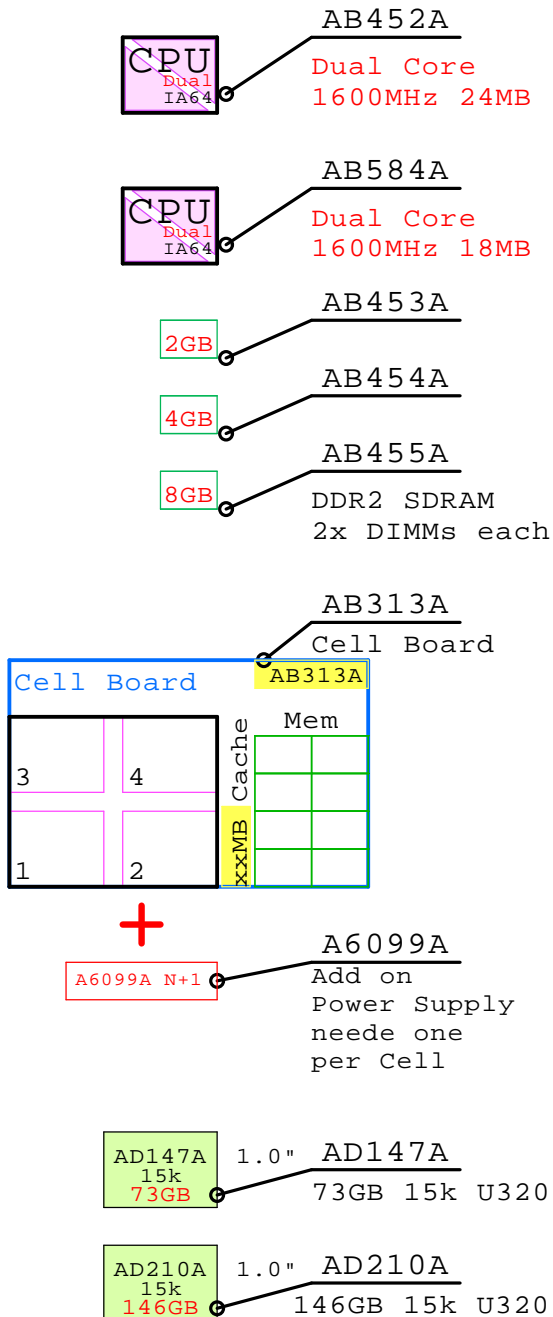 AB452A
CPU
Dual
IA64
Dual Core
1600MHz 24MB
AB584A
CPU
Dual
IA64
Dual Core
1600MHz 18MB
AB453A
2GB
AB454A
4GB
AB455A
8GB
DDR2 SDRAM
2x DIMMs each
AB313A
Cell Board
Cell Board
AB313A
Mem
3 4
1 2
xxMB Cache
A6099A
A6099A N+1
Add on
Power Supply
neede one
per Cell
AD147A
15k
73GB
1.0" AD147A
73GB 15k U320
AD210A
15k
146GB
1.0" AD210A
146GB 15k U320